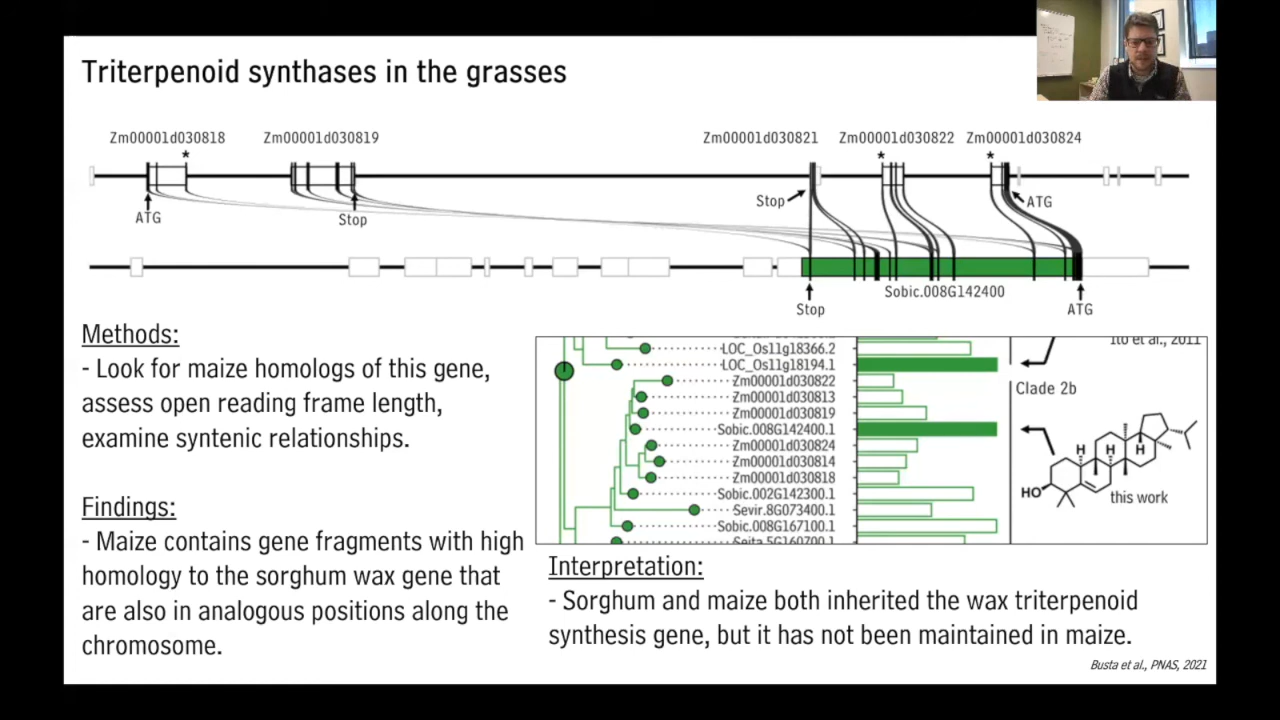 Triterpenoid synthases in the grasses
Zm00001d030818
Zm00001d030819
Zm00001d030821
Zm00001d030822
Zm00001d030824
*
*
*
ATG
Stop
Stop
ATG
Sobic.008G142400
Stop
ATG
Methods:
- Look for maize homologs of this gene,
assess open reading frame length,
examine syntenic relationships.
Findings:
- Maize contains gene fragments with high
homology to the sorghum wax gene that
are also in analogous positions along the
chromosome.
LOC_Os11g18366.2
LOC_Os11g18194.1
Zm00001d030822
Zm00001d030813
Zm00001d030819
Sobic.008G142400.1
Zm00001d030824
Zm00001d030814
Zm00001d030818
Sobic.002G142300.1
Sevir.8G073400.1
Sobic.008G167100.1
Seita.5G160700.1
Ito et al., 2011
Clade 2b
H
H
H
HO
this work
Interpretation:
- Sorghum and maize both inherited the wax triterpenoid
synthesis gene, but it has not been maintained in maize.
Busta et al., PNAS, 2021